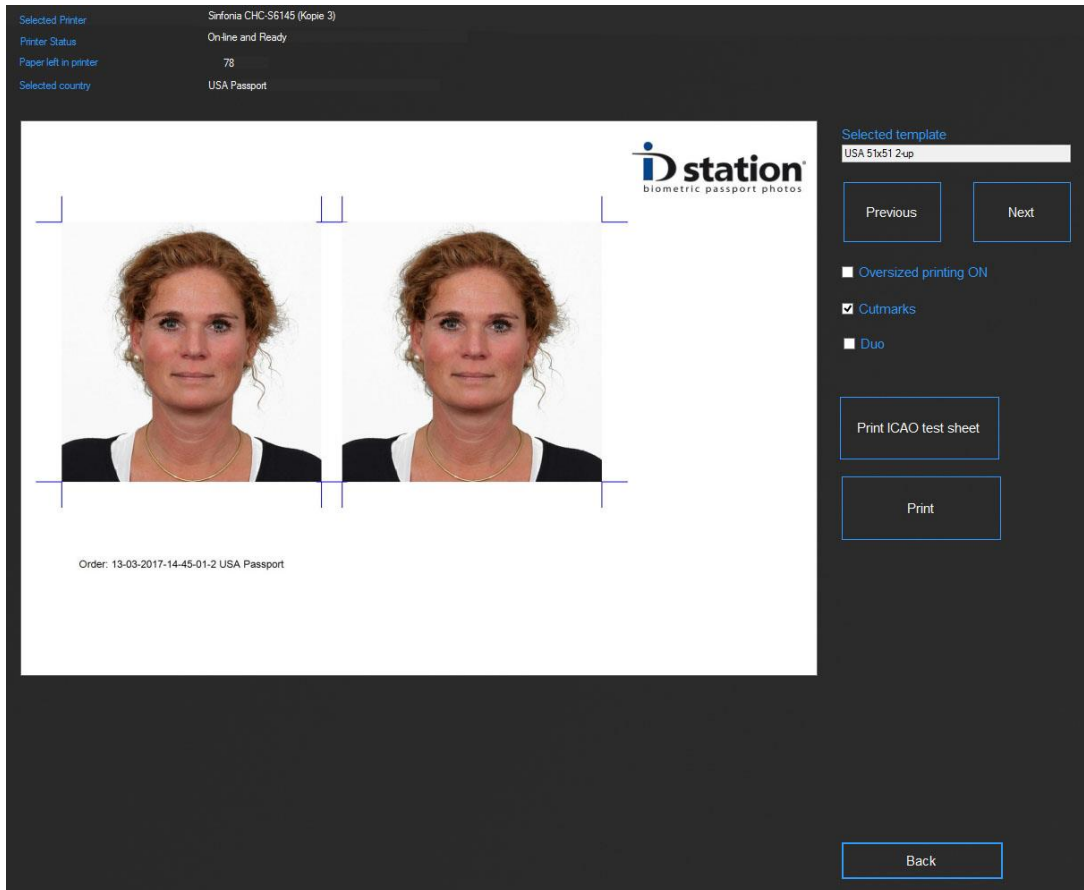 Selected Printer Sinfonia CHC-S6145 (Kopie 3)
Printer Status On-line and Ready
Paper left in printer 78
Selected country USA Passport
iD station®
biometric passport photos
Selected template
USA 51x51 2-up
Previous Next
Oversized printing ON
Cutmarks
Duo
Print ICAO test sheet
Print
Order: 13-03-2017-14-45-01-2 USA Passport
Back